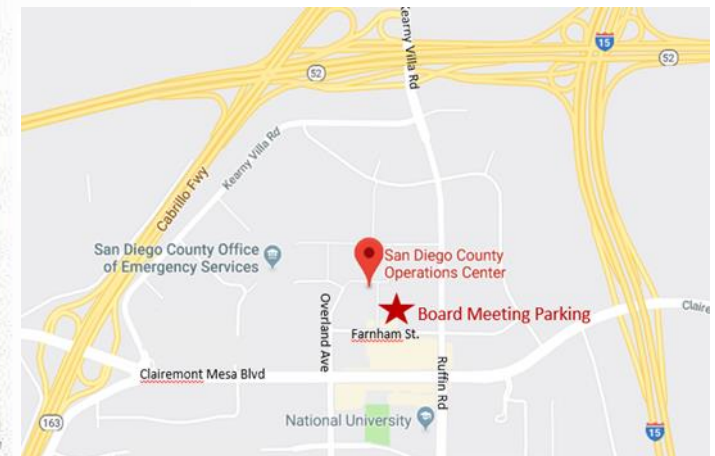 Kearny Villa Rd
15
52
52
Kearny Villa Rd
Cabrillo Fwy
San Diego County Office
of Emergency Services
San Diego County
Operations Center
Board Meeting Parking
Overland Ave
Farnham St.
Clairemont Mesa Blvd
Ruffin Rd
National University
163
15